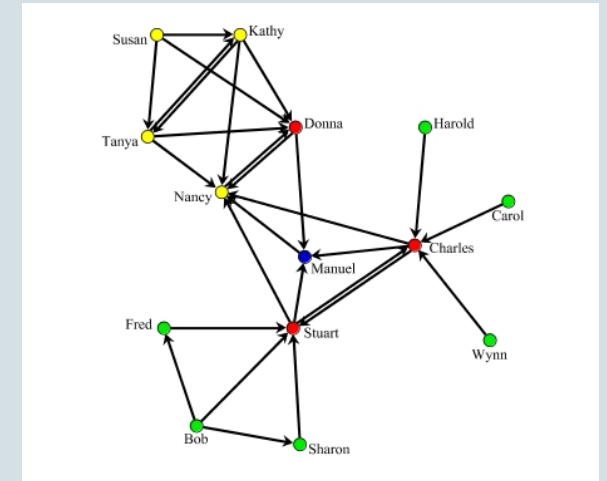 Susan
Kathy
Donna
Harold
Tanya
Nancy
Carol
Charles
Manuel
Fred
Stuart
Wynn
Bob
Sharon